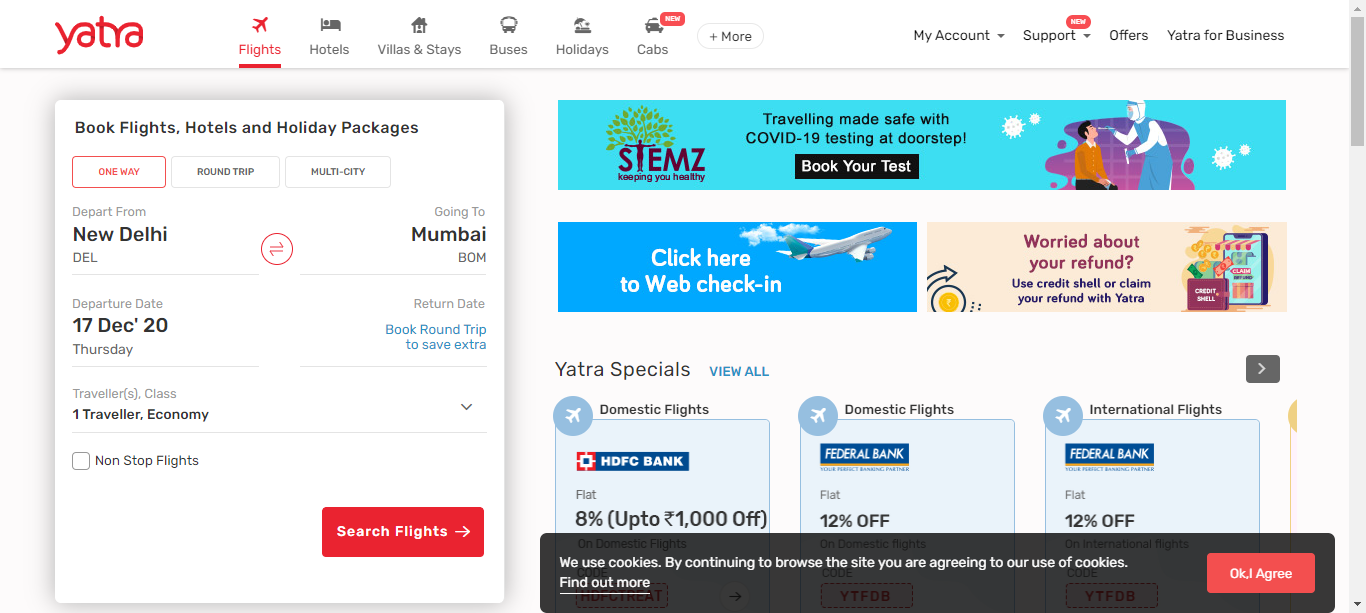 yatra
Flights
Hotels
Villas & Stays
Buses
Holidays
NEW
Cabs
+ More
My Account
NEW
Support
Offers
Yatra for Business
Book Flights, Hotels and Holiday Packages
ONE WAY
ROUND TRIP
MULTI-CITY
Depart From
New Delhi
DEL
Going To
Mumbai
BOM
Departure Date
17 Dec' 20
Thursday
Return Date
Book Round Trip
to save extra
Traveller(s), Class
1 Traveller, Economy
Non Stop Flights
Search Flights
STEMZ
keeping you healthy
Travelling made safe with
COVID-19 testing at doorstep!
Book Your Test
Click here
to Web check-in
Worried about
your refund?
Use credit shell or claim
your refund with Yatra
CREDIT
SHELL
CLAIM
REFUND
Yatra Specials
VIEW ALL
Domestic Flights
HDFC BANK
Flat
8% (Upto ₹1,000 Off)
On Domestic Flights
CODE
HDFCTREAT
Domestic Flights
FEDERAL BANK
YOUR PERFECT BANKING PARTNER
Flat
12% OFF
On Domestic flights
CODE
YTFDB
International Flights
FEDERAL BANK
YOUR PERFECT BANKING PARTNER
Flat
12% OFF
On international flights
CODE
YTFDB
We use cookies. By continuing to browse the site you are agreeing to our use of cookies.
Find out more
Ok,I Agree